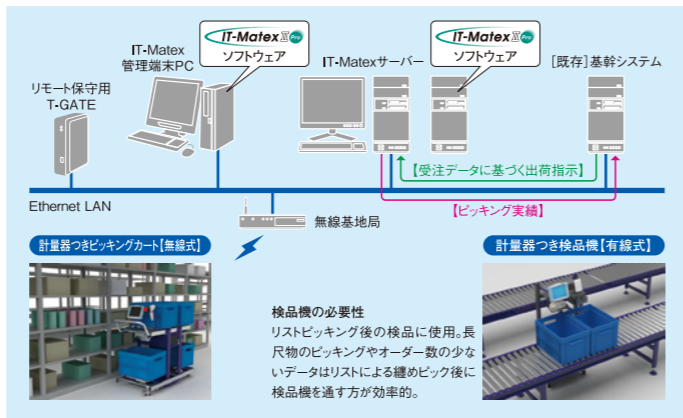 IT-Matex II Pro
ソフトウェア
IT-Matex II Pro
ソフトウェア
IT-Matex
管理端末PC
IT-Matexサーバー
[既存]基幹システム
リモート保守用
T-GATE
【受注データに基づく出荷指示】
【ピッキング実績】
Ethernet LAN
無線基地局
計量器つきピッキングカート【無線式】
計量器つき検品機【有線式】
検品機の必要性
リストピッキング後の検品に使用。長
尺物のピッキングやオーダー数の少な
いデータはリストによる纏めピック後に
検品機を通す方が効率的。